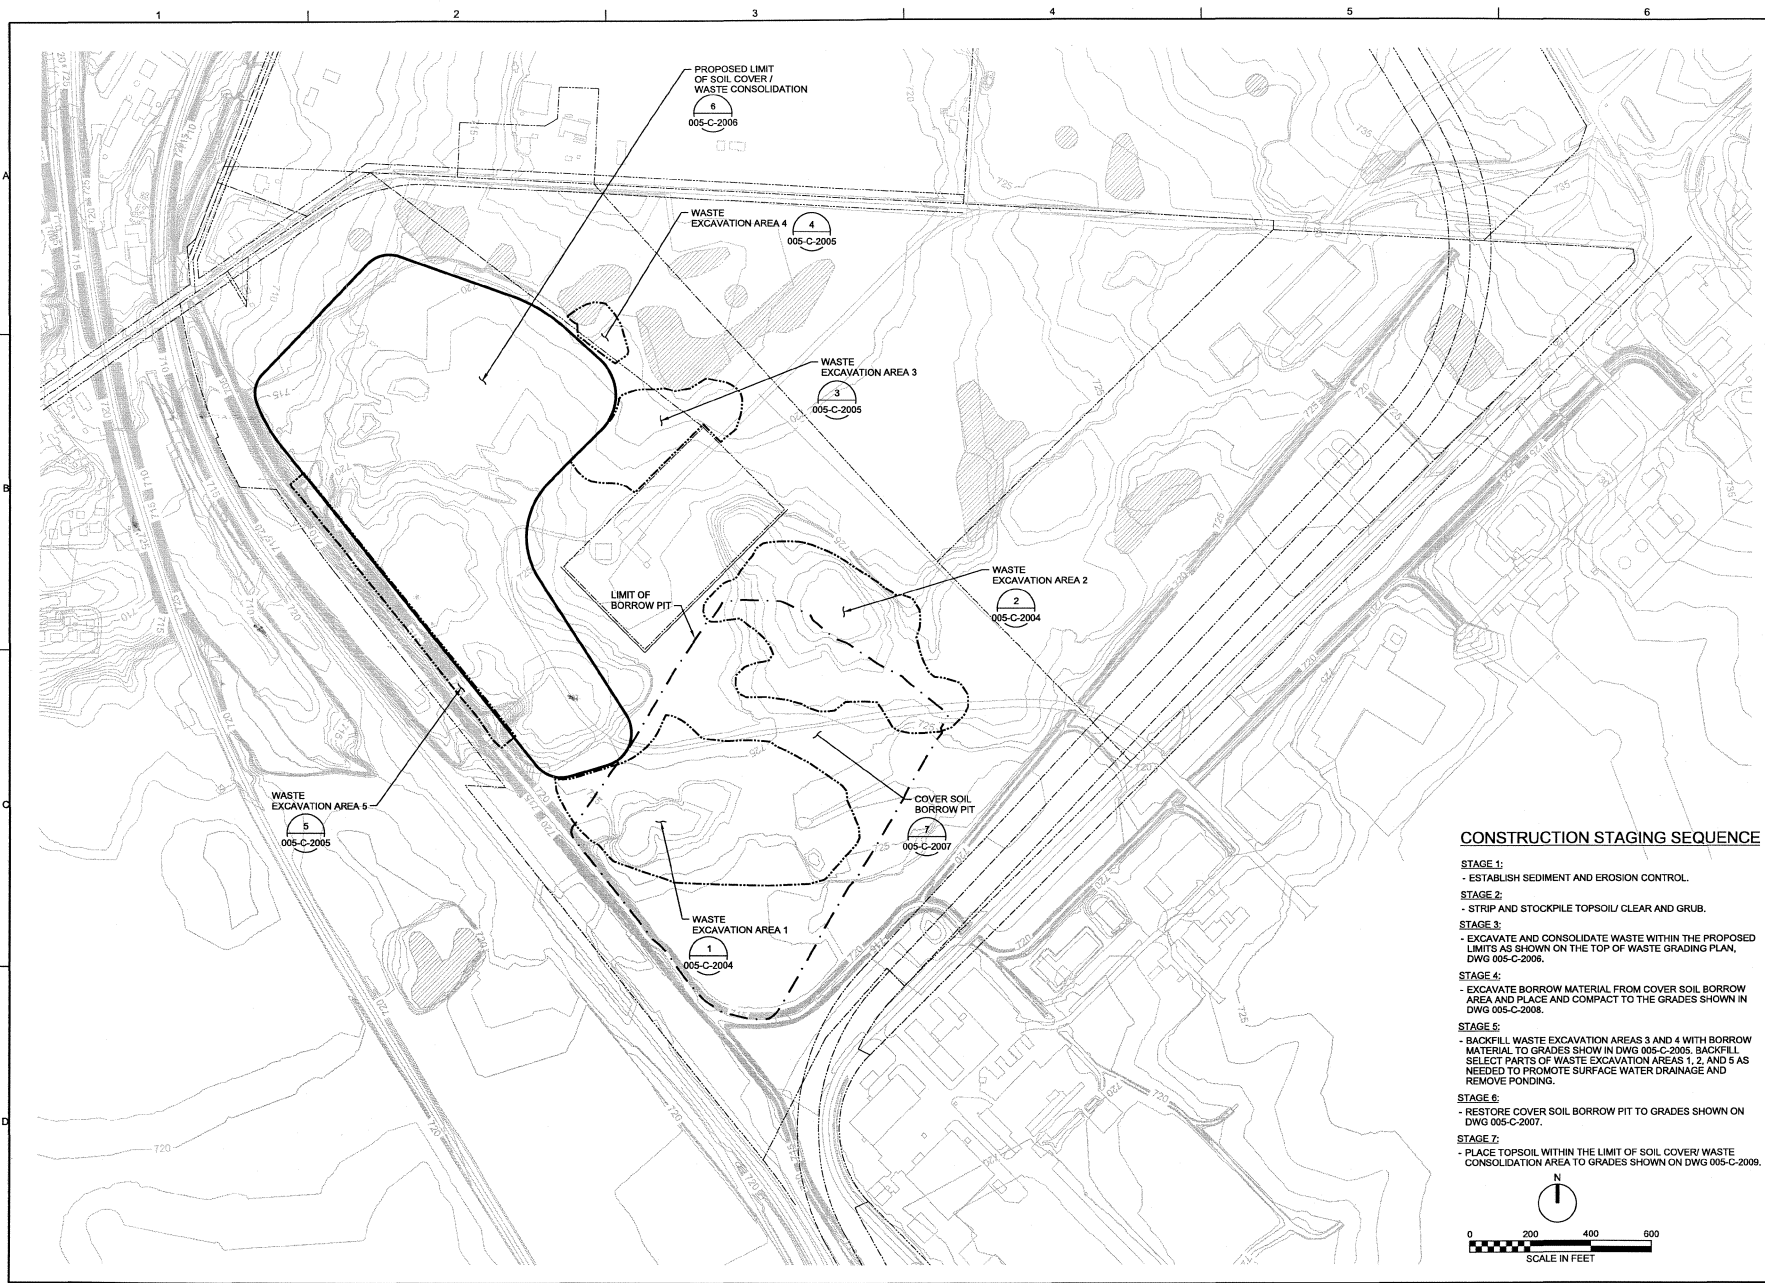 1
2
3
4
5
6
A
B
C
D
PROPOSED LIMIT
OF SOIL COVER /
WASTE CONSOLIDATION
6
005-C-2006
WASTE
EXCAVATION AREA 4
4
005-C-2005
WASTE
EXCAVATION AREA 3
3
005-C-2005
WASTE
EXCAVATION AREA 2
2
005-C-2004
LIMIT OF
BORROW PIT
WASTE
EXCAVATION AREA 5
5
005-C-2005
COVER SOIL
BORROW PIT
7
005-C-2007
WASTE
EXCAVATION AREA 1
1
005-C-2004
CONSTRUCTION STAGING SEQUENCE
STAGE 1:
- ESTABLISH SEDIMENT AND EROSION CONTROL.
STAGE 2:
- STRIP AND STOCKPILE TOPSOIL/ CLEAR AND GRUB.
STAGE 3:
- EXCAVATE AND CONSOLIDATE WASTE WITHIN THE PROPOSED
LIMITS AS SHOWN ON THE TOP OF WASTE GRADING PLAN,
DWG 005-C-2006.
STAGE 4:
- EXCAVATE BORROW MATERIAL FROM COVER SOIL BORROW
AREA AND PLACE AND COMPACT TO THE GRADES SHOWN IN
DWG 005-C-2008.
STAGE 5:
- BACKFILL WASTE EXCAVATION AREAS 3 AND 4 WITH BORROW
MATERIAL TO GRADES SHOW IN DWG 005-C-2005. BACKFILL
SELECT PARTS OF WASTE EXCAVATION AREAS 1, 2, AND 5 AS
NEEDED TO PROMOTE SURFACE WATER DRAINAGE AND
REMOVE PONDING.
STAGE 6:
- RESTORE COVER SOIL BORROW PIT TO GRADES SHOWN ON
DWG 005-C-2007.
STAGE 7:
- PLACE TOPSOIL WITHIN THE LIMIT OF SOIL COVER/ WASTE
CONSOLIDATION AREA TO GRADES SHOWN ON DWG 005-C-2009.
N
0 200 400 600
SCALE IN FEET